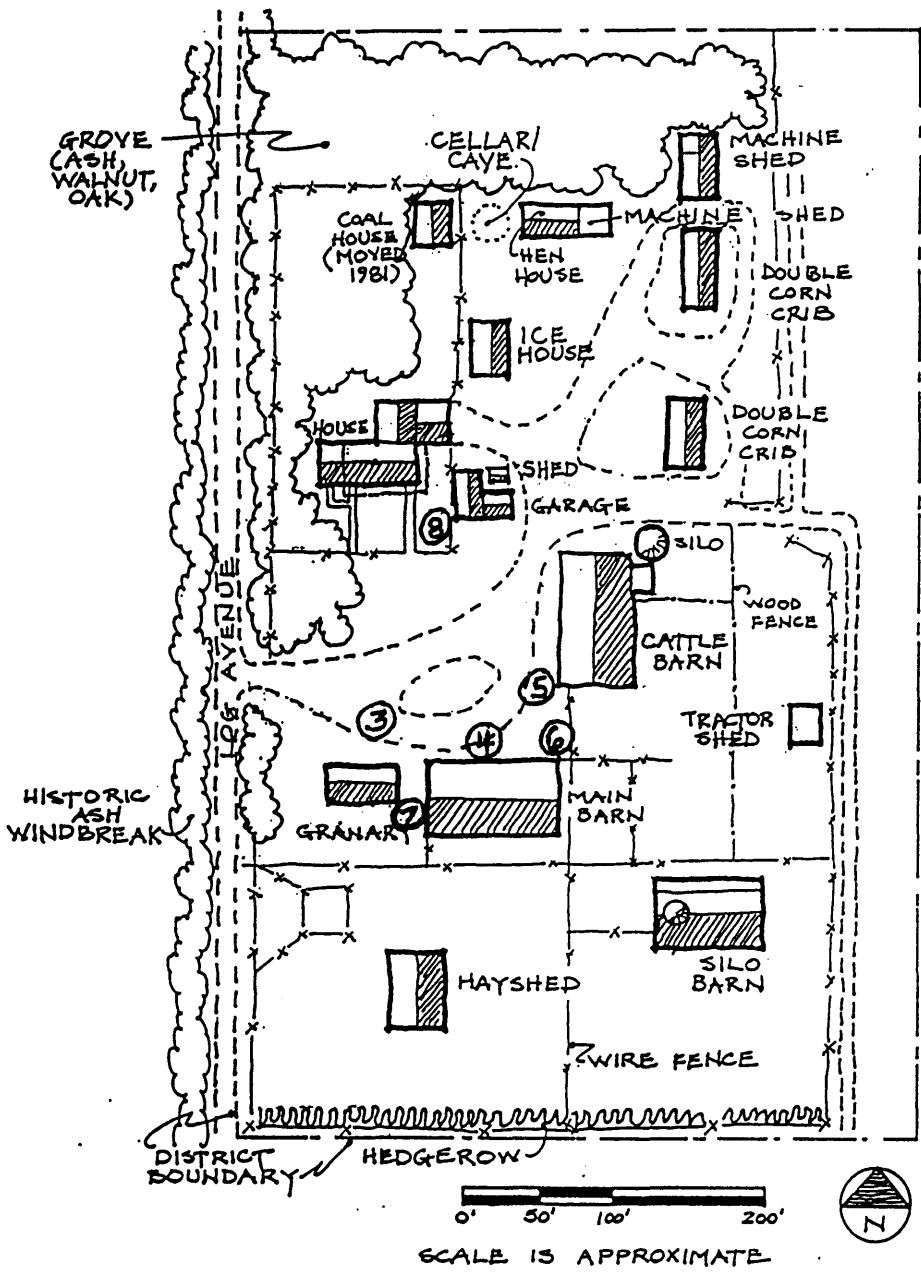 GROVE
(ASH,
WALNUT,
OAK)
CELLAR/
CAVE
MACHINE
SHED
COAL
HOUSE
(MOVED
1981)
HEN
HOUSE
MACHINE SHED
DOUBLE
CORN
CRIB
ICE
HOUSE
HOUSE
DOUBLE
CORN
CRIB
SHED
GARAGE
8
SILO
WOOD
FENCE
CATTLE
BARN
AVENUE
5
3
4
6
TRACTOR
SHED
HISTORIC
ASH
WINDBREAK
7
GRANARY
MAIN
BARN
SILO
BARN
HAYSHED
WIRE FENCE
DISTRICT
BOUNDARY
HEDGEROW
0' 50' 100' 200'
N
SCALE IS APPROXIMATE